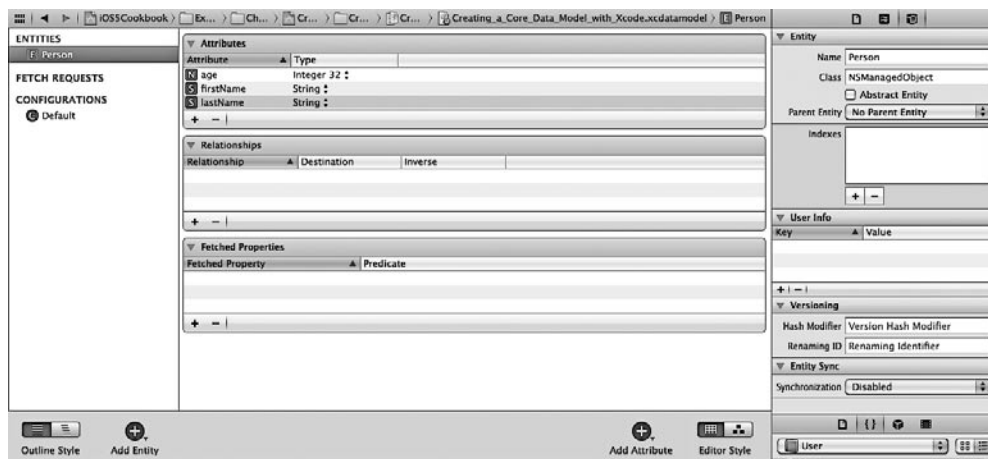 iOS5Cookbook Ex... Ch... Cr... Cr... Cr... Creating_a_Core_Data_Model_with_Xcode.xcdatamodel E Person
ENTITIES
E Person
FETCH REQUESTS
CONFIGURATIONS
C Default
Attributes
Attribute Type
N age Integer 32
S firstName String
S lastName String
+ −
Relationships
Relationship Destination Inverse
+ −
Fetched Properties
Fetched Property Predicate
+ −
Outline Style
Add Entity
Add Attribute
Editor Style
Entity
Name Person
Class NSManagedObject
Abstract Entity
Parent Entity No Parent Entity
Indexes
+ −
User Info
Key Value
+ −
Versioning
Hash Modifier Version Hash Modifier
Renaming ID Renaming Identifier
Entity Sync
Synchronization Disabled
{}
User